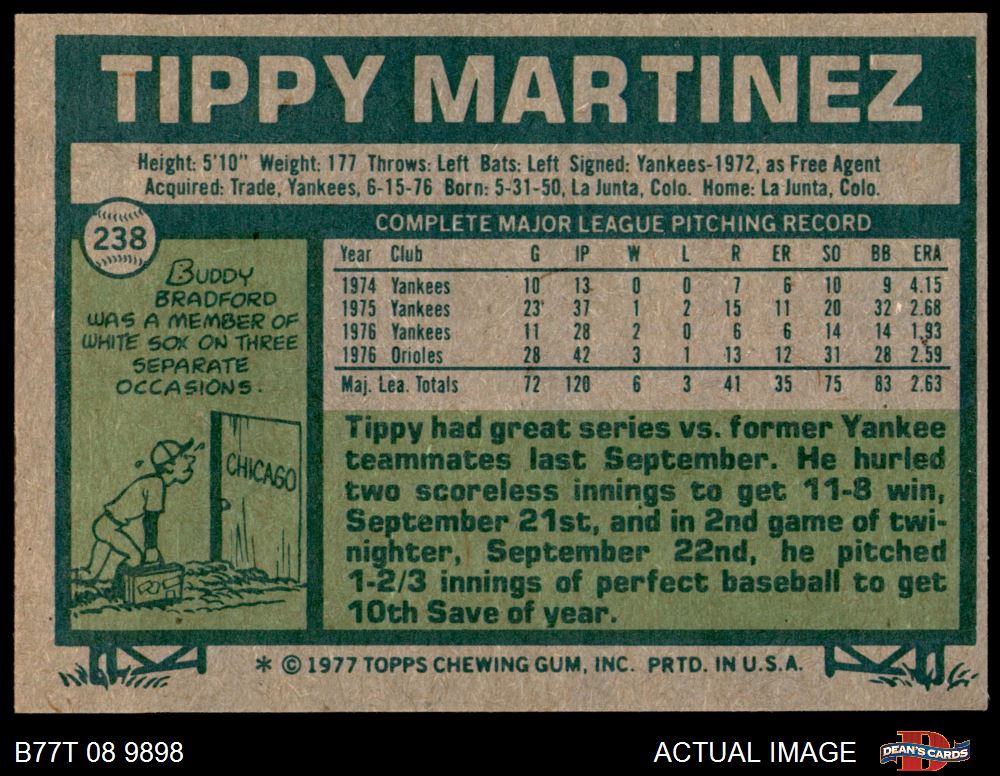 TIPPY MARTINEZ
Height: 5'10" Weight: 177 Throws: Left Bats: Left Signed: Yankees-1972, as Free Agent
Acquired: Trade, Yankees, 6-15-76 Born: 5-31-50, La Junta, Colo. Home: La Junta, Colo.
238
BUDDY
BRADFORD
WAS A MEMBER OF
WHITE SOX ON THREE
SEPARATE
OCCASIONS.
CHICAGO
COMPLETE MAJOR LEAGUE PITCHING RECORD
Year Club G IP W L R ER SO BB ERA
1974 Yankees 10 13 0 0 7 6 10 9 4.15
1975 Yankees 23 37 1 2 15 11 20 32 2.68
1976 Yankees 11 28 2 0 6 6 14 14 1.93
1976 Orioles 28 42 3 1 13 12 31 28 2.59
Maj. Lea. Totals 72 120 6 3 41 35 75 83 2.63
Tippy had great series vs. former Yankee
teammates last September. He hurled
two scoreless innings to get 11-8 win,
September 21st, and in 2nd game of twi-
nighter, September 22nd, he pitched
1-2/3 innings of perfect baseball to get
10th Save of year.
* © 1977 TOPPS CHEWING GUM, INC. PRTD. IN U.S.A.
B77T 08 9898
ACTUAL IMAGE
D
DEAN'S CARDS